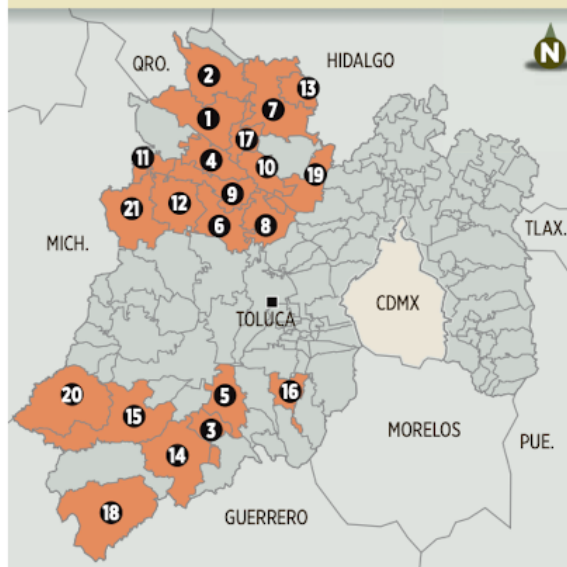 N
QRO.
HIDALGO
2
13
1
7
17
11
4
10
19
9
21
12
6
8
TLAX.
MICH.
CDMX
TOLUCA
20
5
16
15
3
MORELOS
14
PUE.
18
GUERRERO